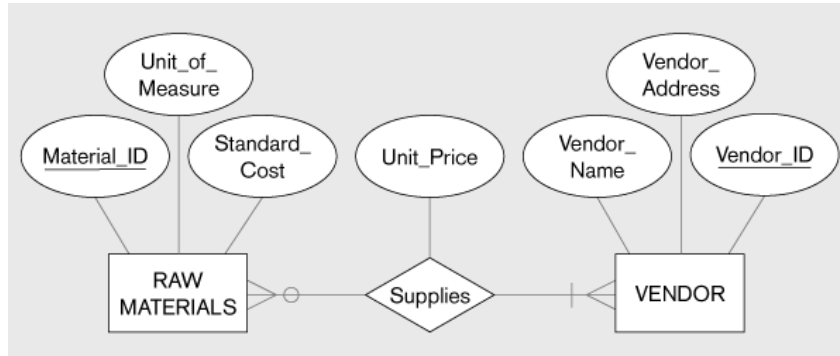 Unit_of_
Measure
Vendor_
Address
Material_ID
Standard_
Cost
Unit_Price
Vendor_
Name
Vendor_ID
RAW
MATERIALS
Supplies
VENDOR